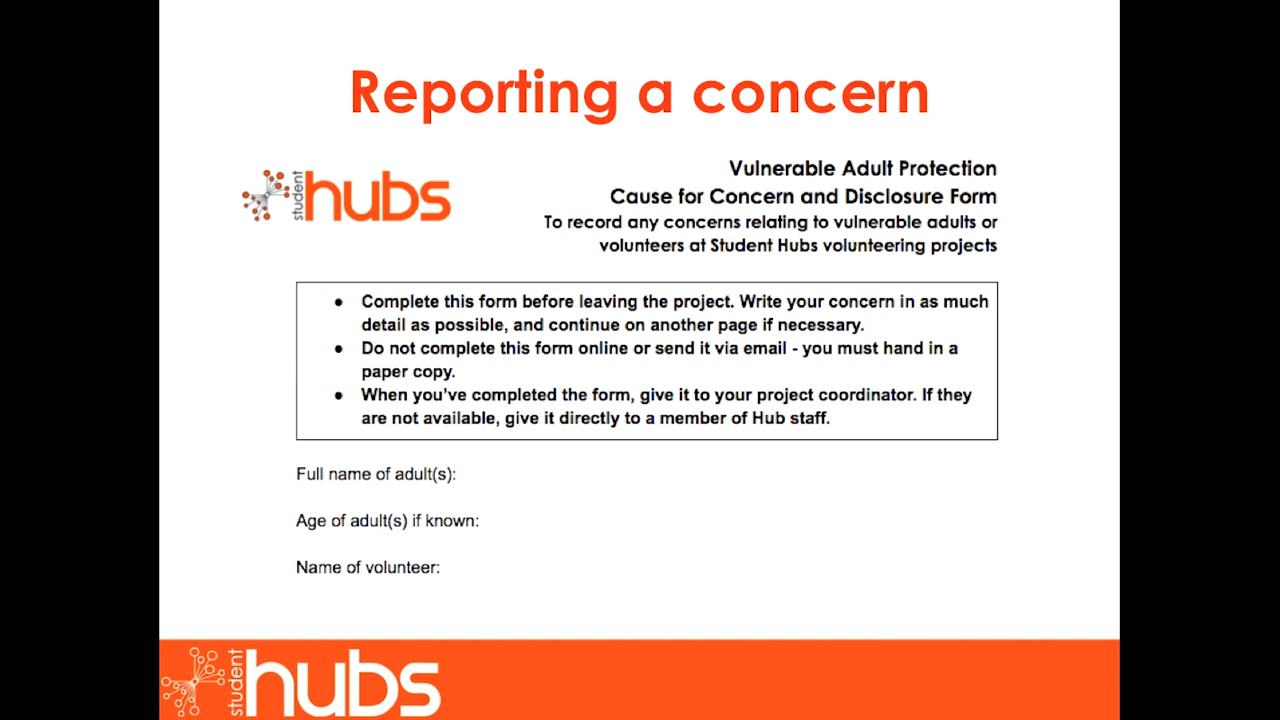 Reporting a concern
student hubs
Vulnerable Adult Protection
Cause for Concern and Disclosure Form
To record any concerns relating to vulnerable adults or
volunteers at Student Hubs volunteering projects
● Complete this form before leaving the project. Write your concern in as much
detail as possible, and continue on another page if necessary.
● Do not complete this form online or send it via email - you must hand in a
paper copy.
● When you've completed the form, give it to your project coordinator. If they
are not available, give it directly to a member of Hub staff.
Full name of adult(s):
Age of adult(s) if known:
Name of volunteer:
student hubs